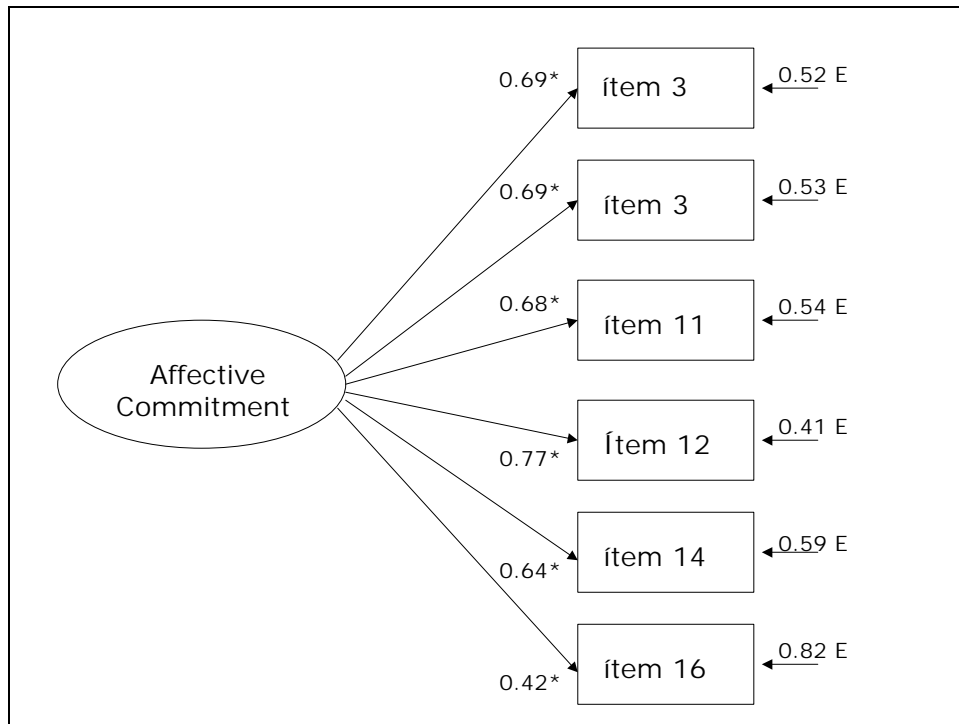 0.69*
ítem 3
0.52 E
0.69*
ítem 3
0.53 E
0.68*
ítem 11
0.54 E
Affective
Commitment
Ítem 12
0.41 E
0.77*
ítem 14
0.59 E
0.64*
ítem 16
0.82 E
0.42*